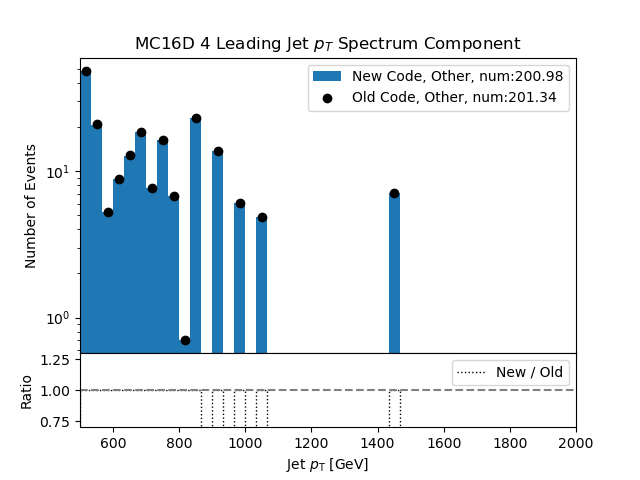 MC16D 4 Leading Jet $p_T$ Spectrum Component
New Code, Other, num:200.98
Old Code, Other, num:201.34
Number of Events
10¹
10⁰
New / Old
Ratio
1.25
1.00
0.75
600 800 1000 1200 1400 1600 1800 2000
Jet $p_T$ [GeV]